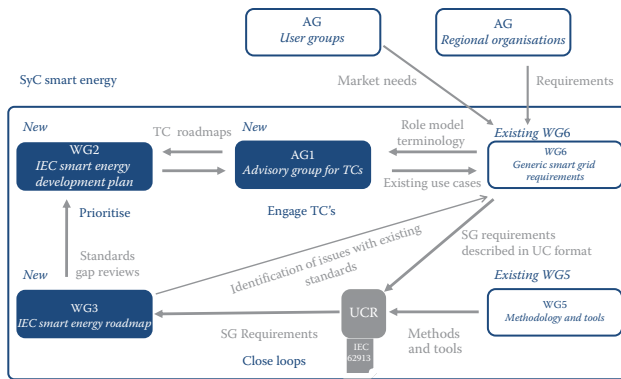 AG
User groups
AG
Regional organisations
SyC smart energy
Market needs
Requirements
New
New
Existing WG6
WG2
IEC smart energy
development plan
TC roadmaps
AG1
Advisory group for TCs
Role model
terminology
WG6
Generic smart grid
requirements
Existing use cases
Prioritise
Engage TC's
Standards
gap reviews
Identification of issues with existing
standards
SG requirements
described in UC format
New
Existing WG5
WG3
IEC smart energy roadmap
UCR
WG5
Methodology and tools
SG Requirements
IEC
62913
Methods
and tools
Close loops